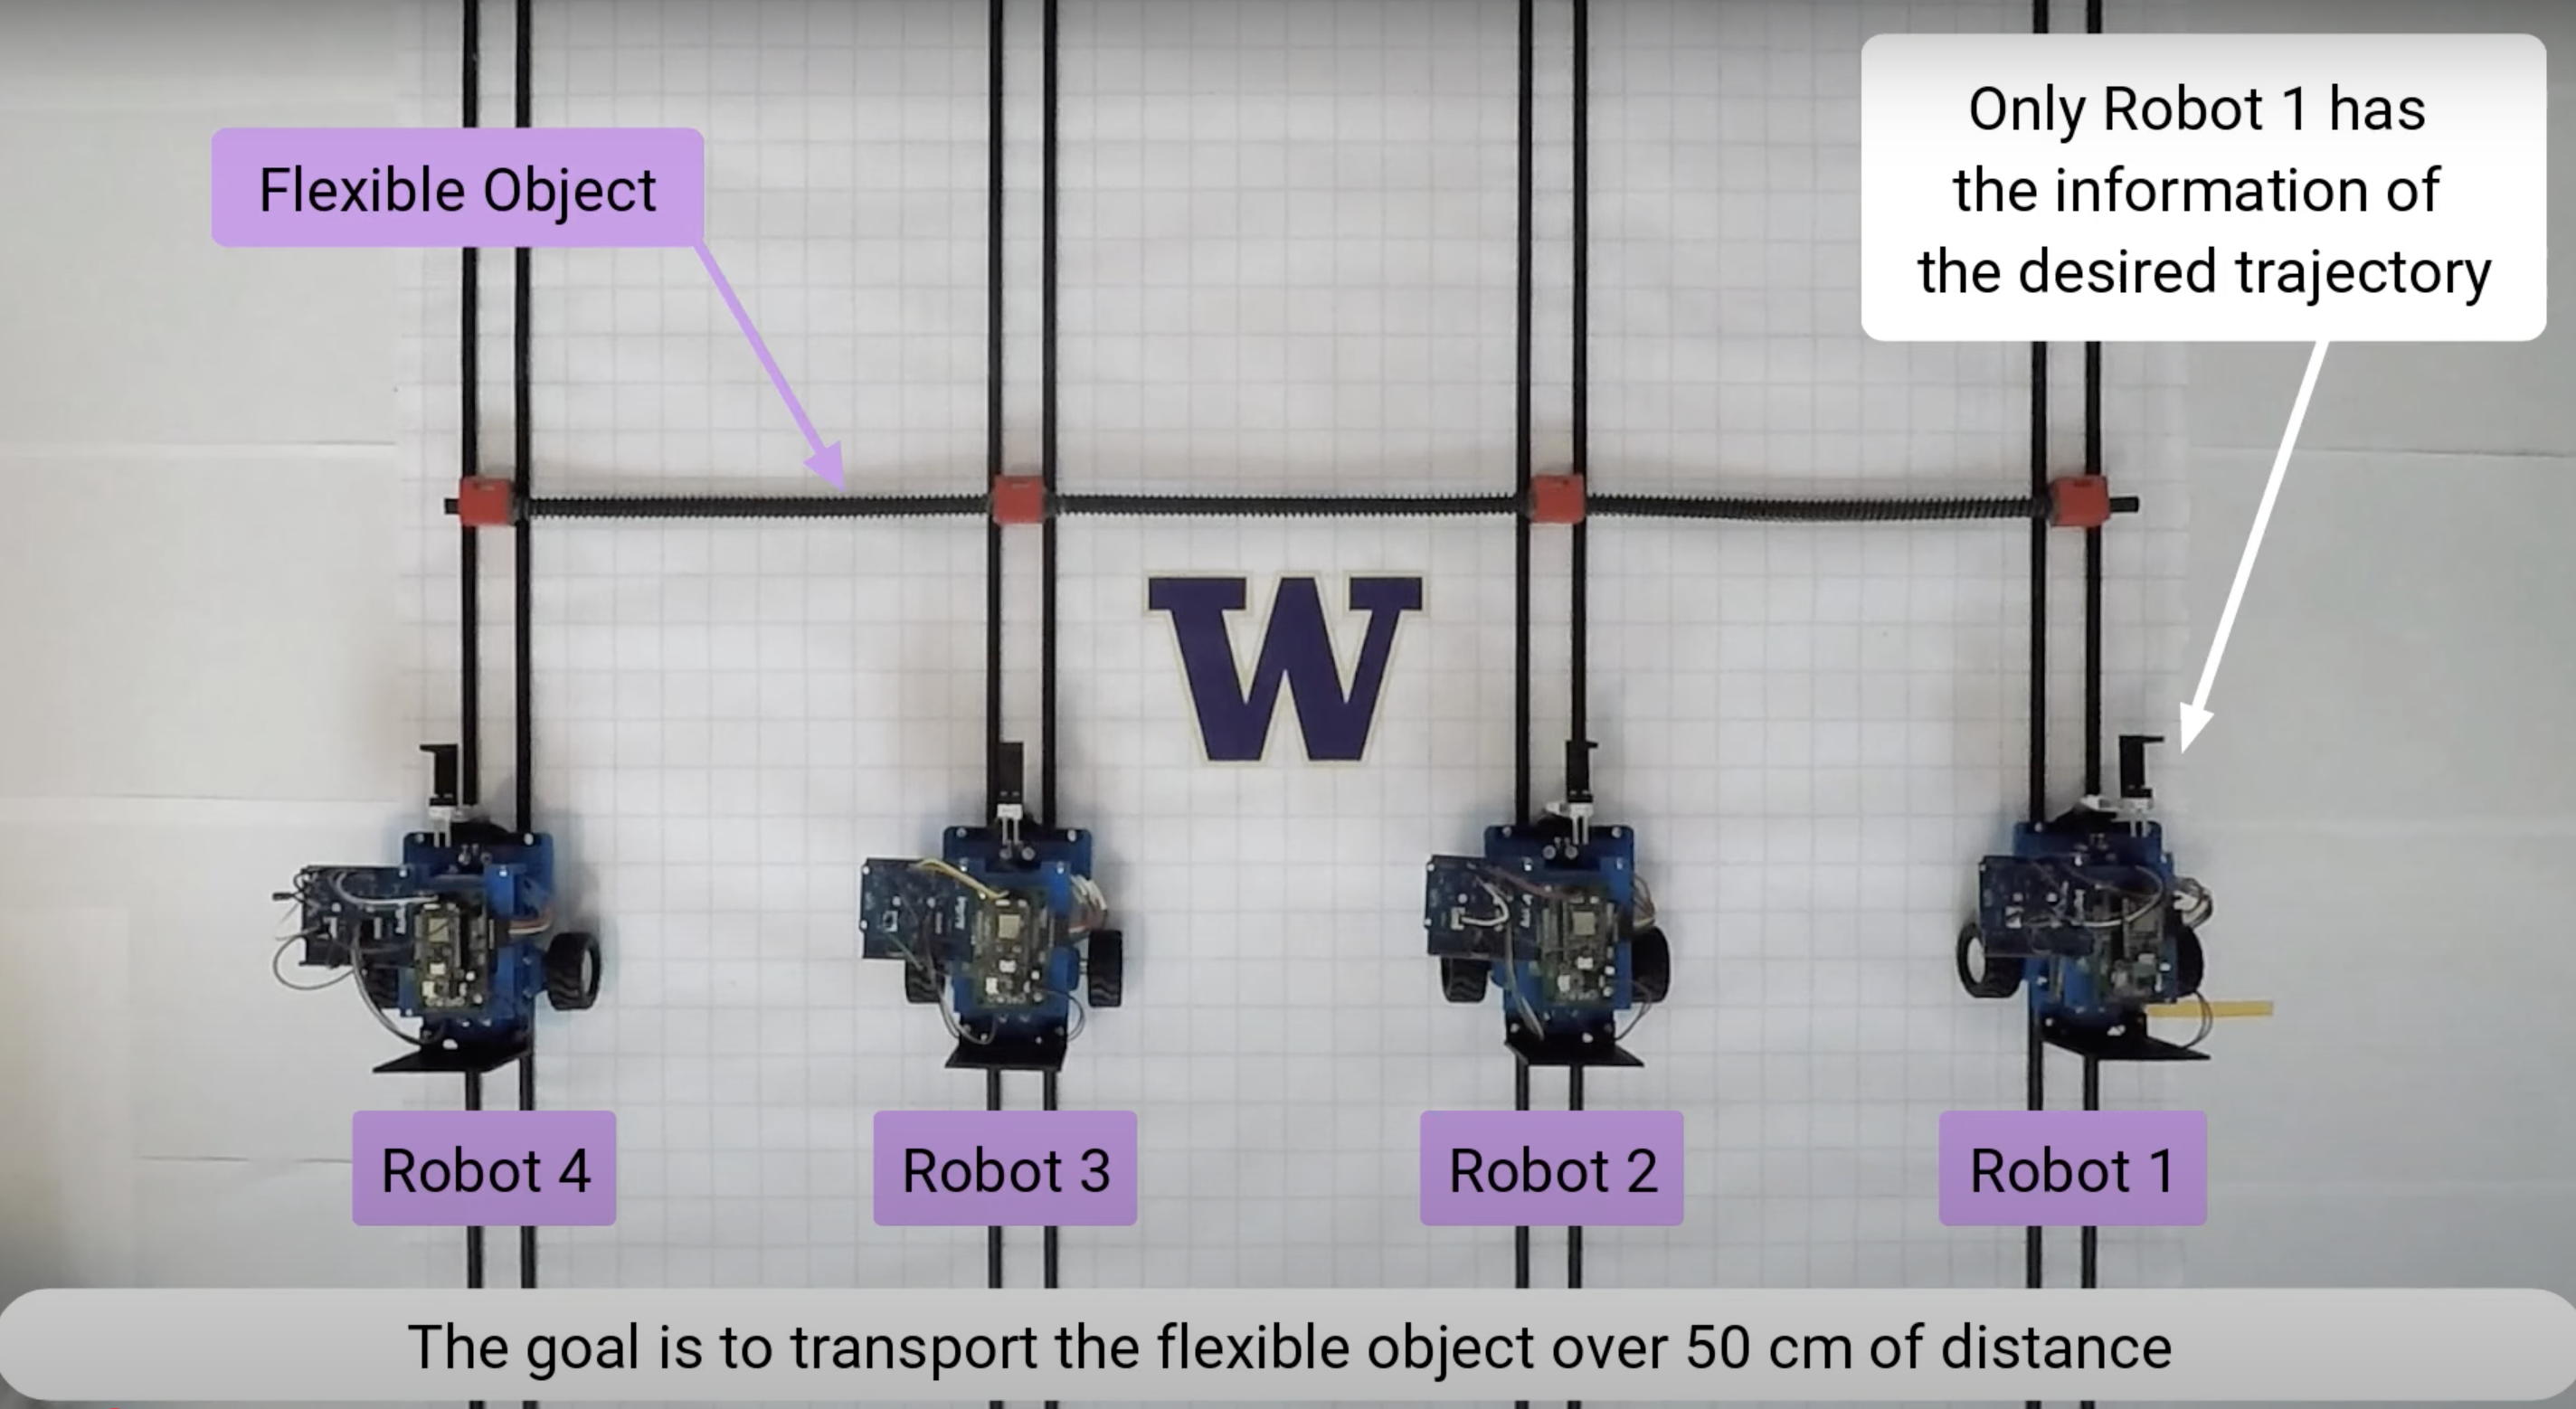 Only Robot 1 has
the information of
the desired trajectory
Flexible Object
W
Robot 4
Robot 3
Robot 2
Robot 1
The goal is to transport the flexible object over 50 cm of distance